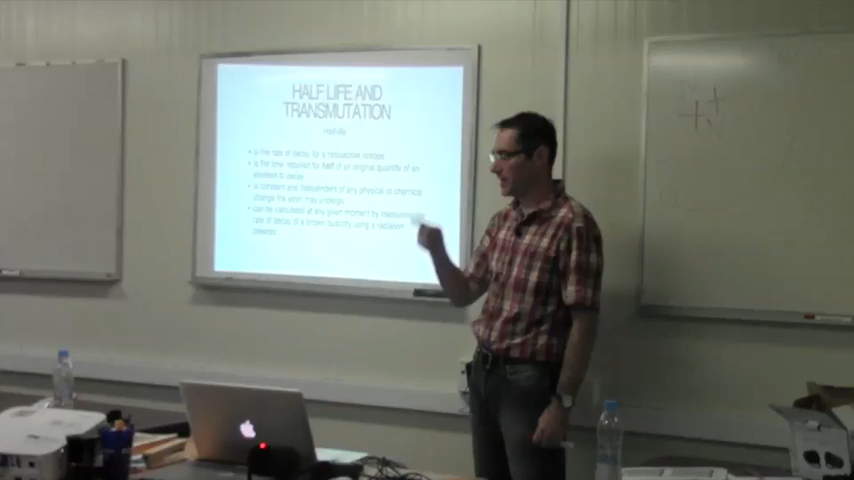 HALF LIFE AND
TRANSMUTATION
Half-life
• is the rate of decay for a radioactive isotope.
• is the time required for half of an original quantity of an
element to decay
• is constant and independent of any physical or chemical
change the atom may undergo.
• can be calculated at any given moment by measuring
rate of decay of a known quantity using a radiation
detector.